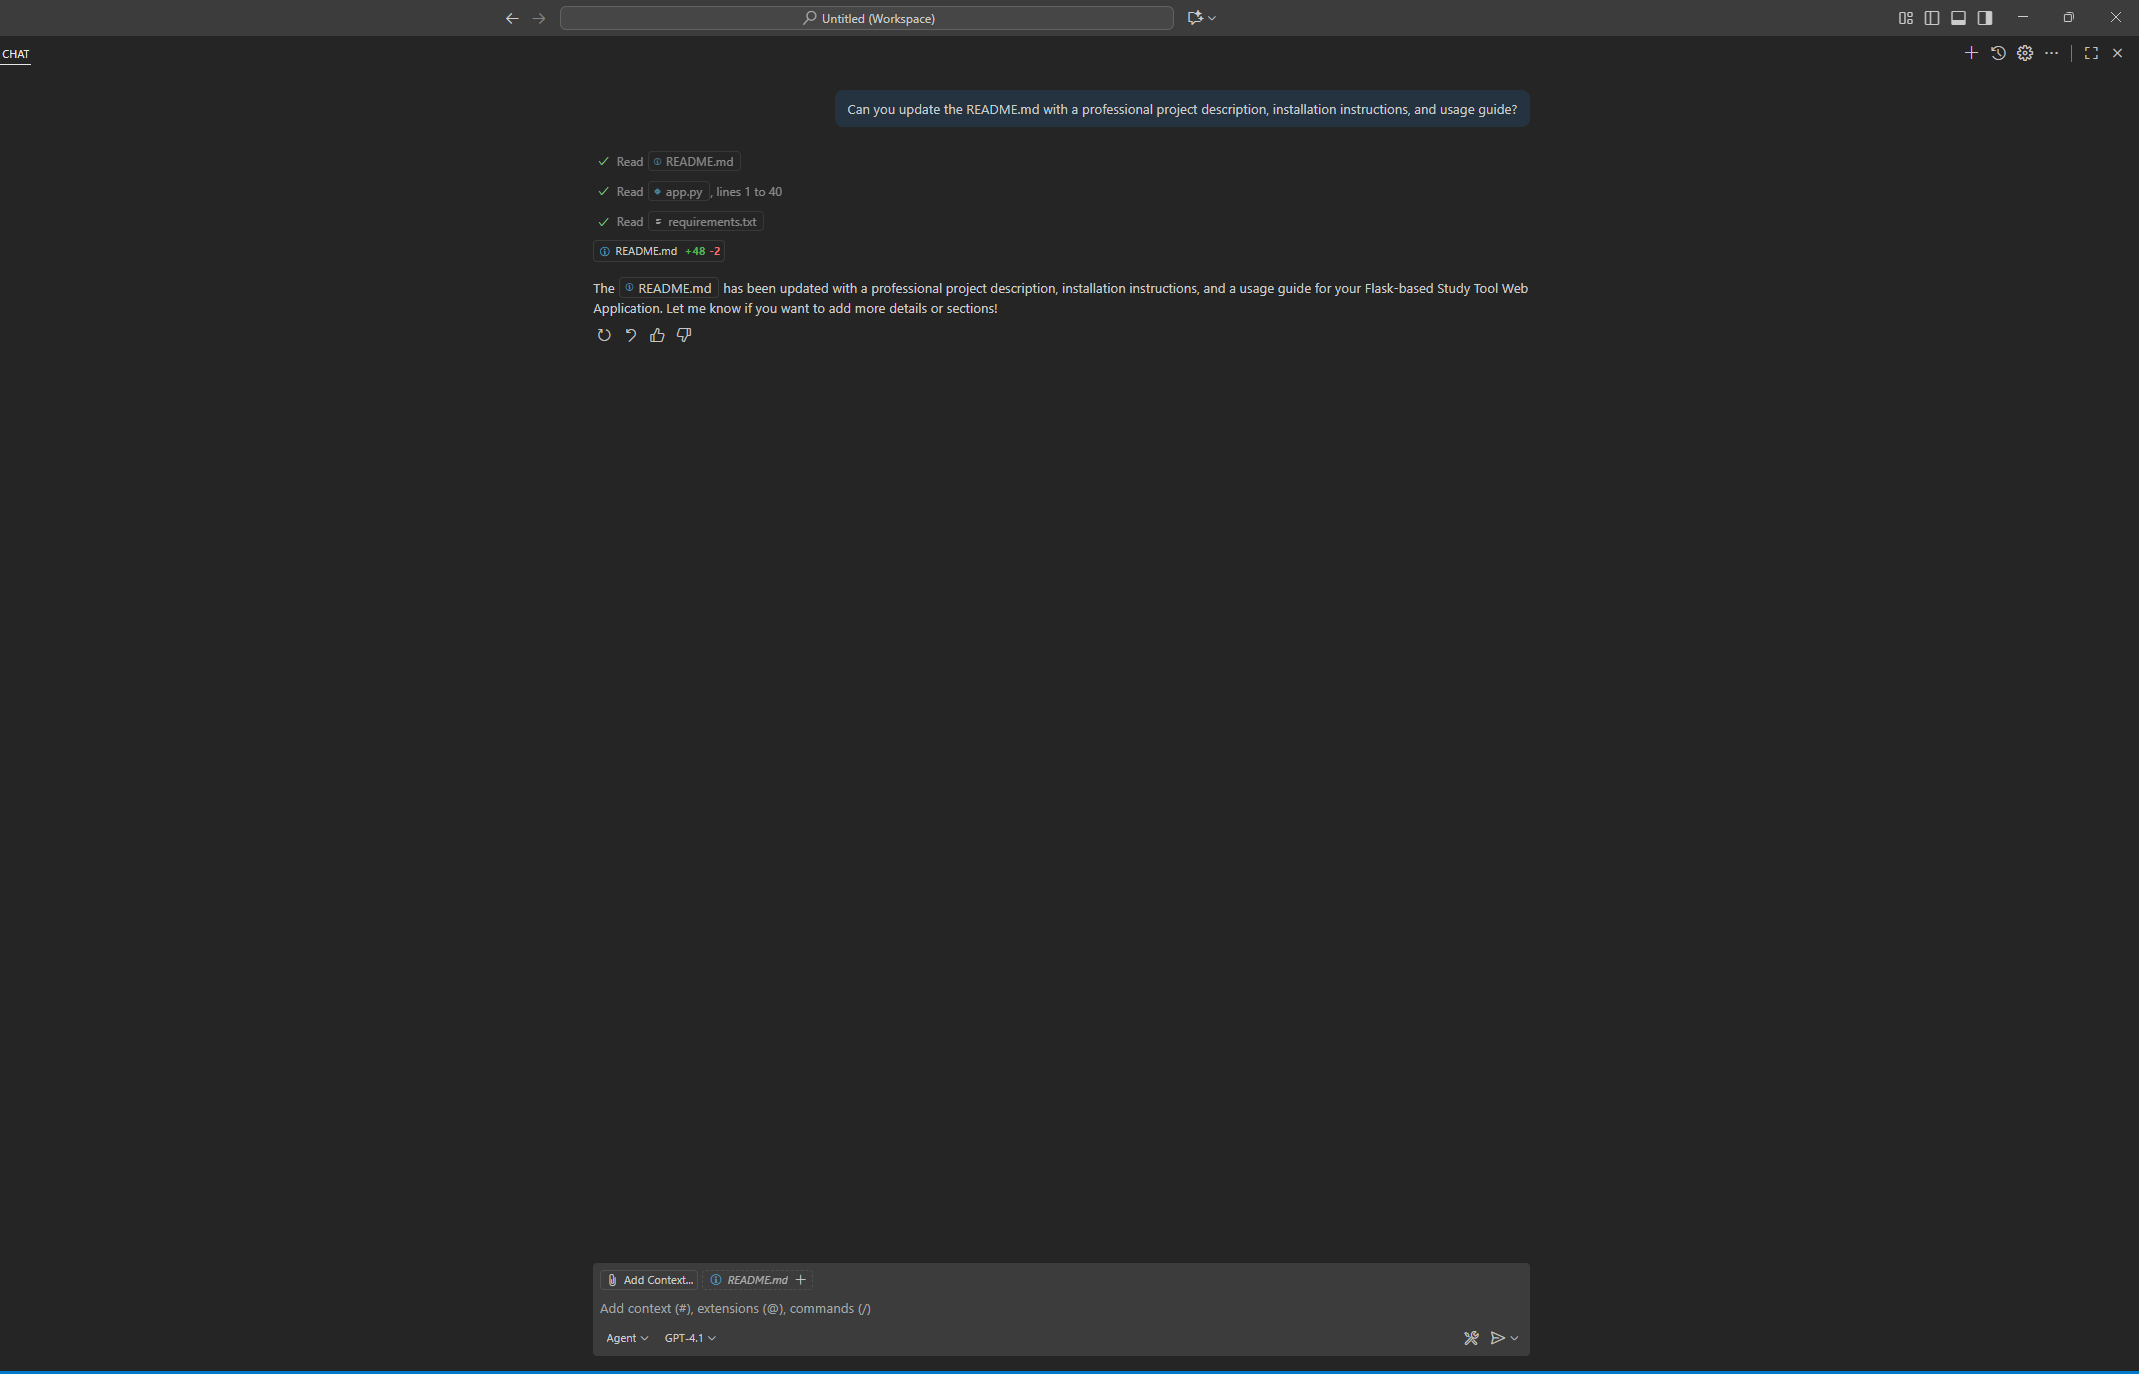 Untitled (Workspace)
CHAT
Can you update the README.md with a professional project description, installation instructions, and usage guide?
Read README.md
Read app.py, lines 1 to 40
Read requirements.txt
README.md +48 -2
The README.md has been updated with a professional project description, installation instructions, and a usage guide for your Flask-based Study Tool Web
Application. Let me know if you want to add more details or sections!
Add Context... README.md
Add context (#), extensions (@), commands (/)
Agent GPT-4.1